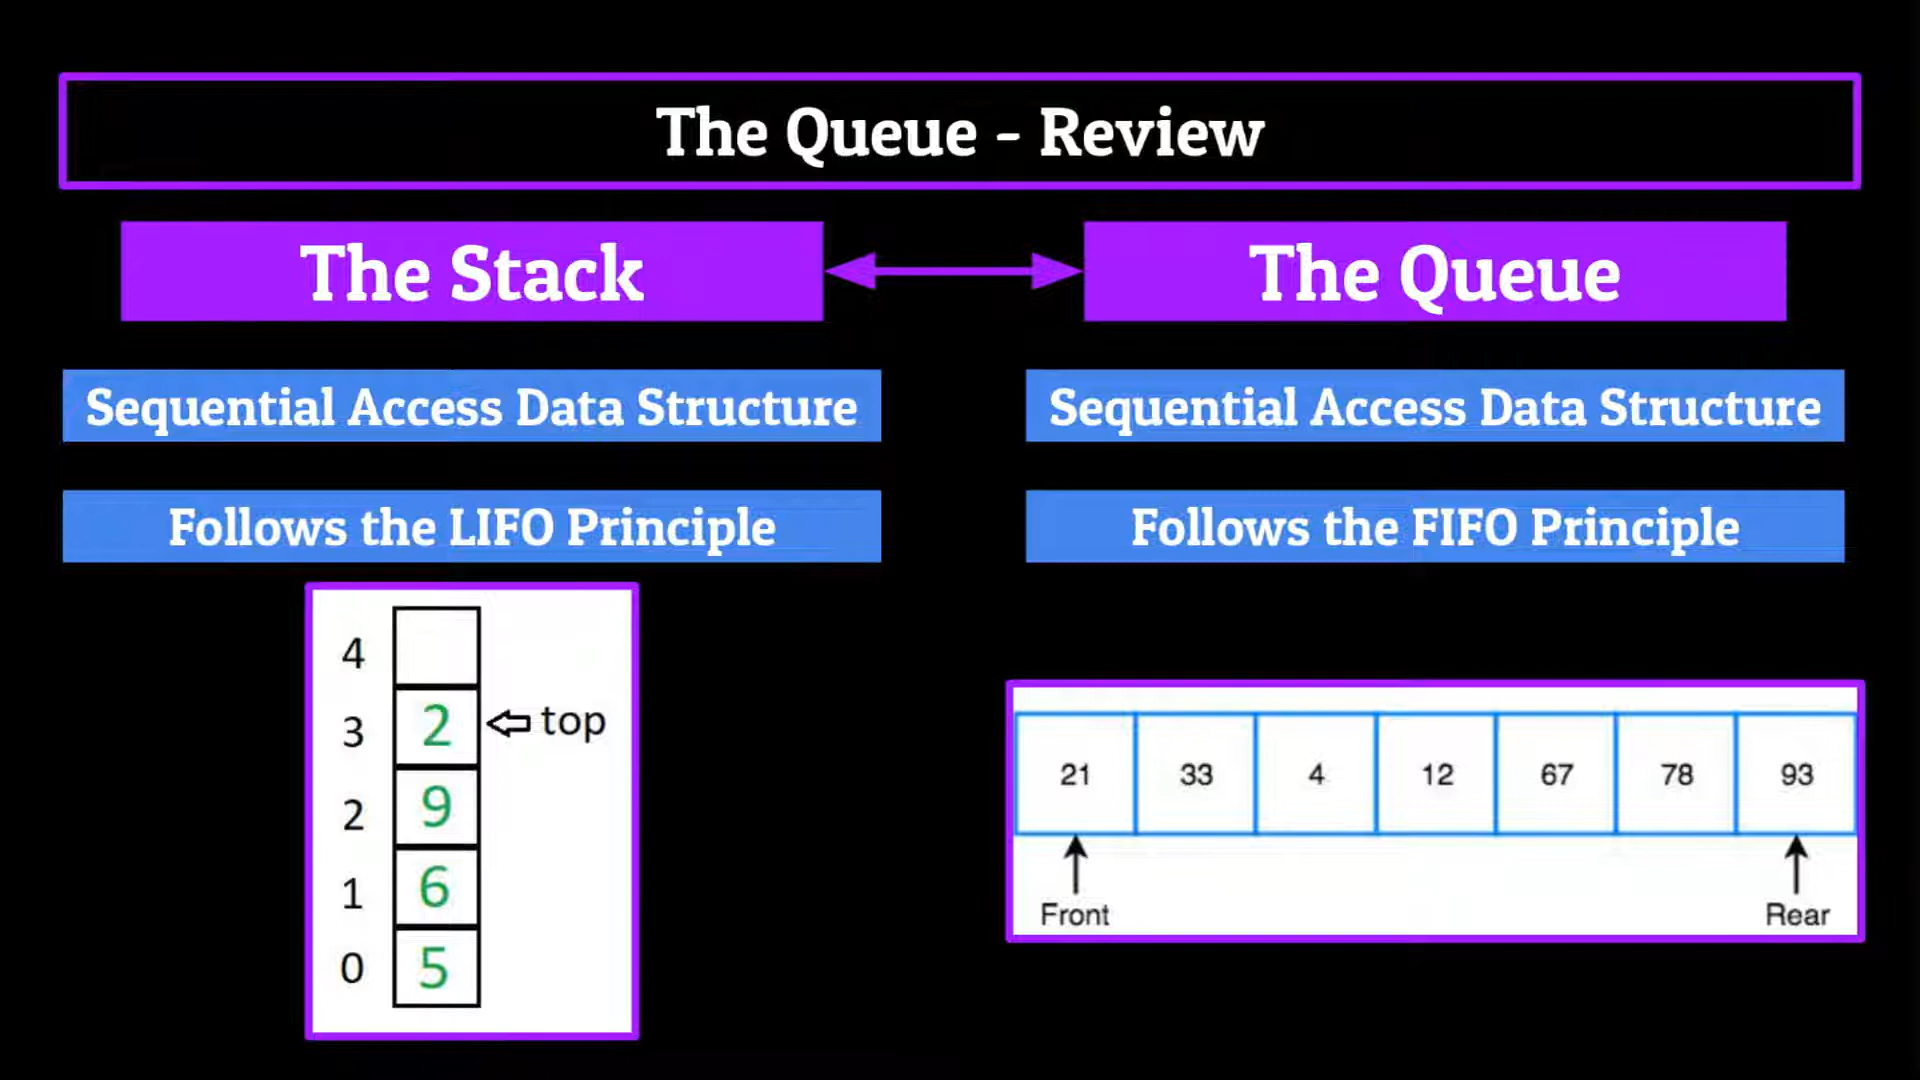 The Queue - Review
The Stack
The Queue
Sequential Access Data Structure
Sequential Access Data Structure
Follows the LIFO Principle
Follows the FIFO Principle
4
3 2 top
2 9
1 6
0 5
21 33 4 12 67 78 93
Front Rear